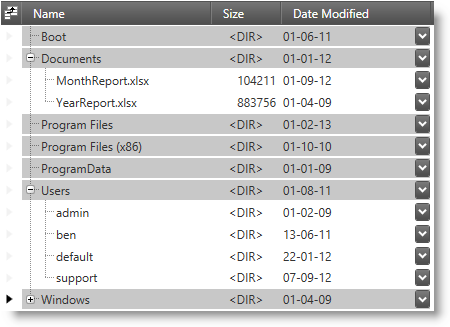 Name Size Date Modified
Boot <DIR> 01-06-11
Documents <DIR> 01-01-12
MonthReport.xlsx 104211 01-09-12
YearReport.xlsx 883756 01-04-09
Program Files <DIR> 01-02-13
Program Files (x86) <DIR> 01-10-10
ProgramData <DIR> 01-01-09
Users <DIR> 01-08-11
admin <DIR> 01-02-09
ben <DIR> 13-06-11
default <DIR> 22-01-12
support <DIR> 07-09-12
Windows <DIR> 01-04-09